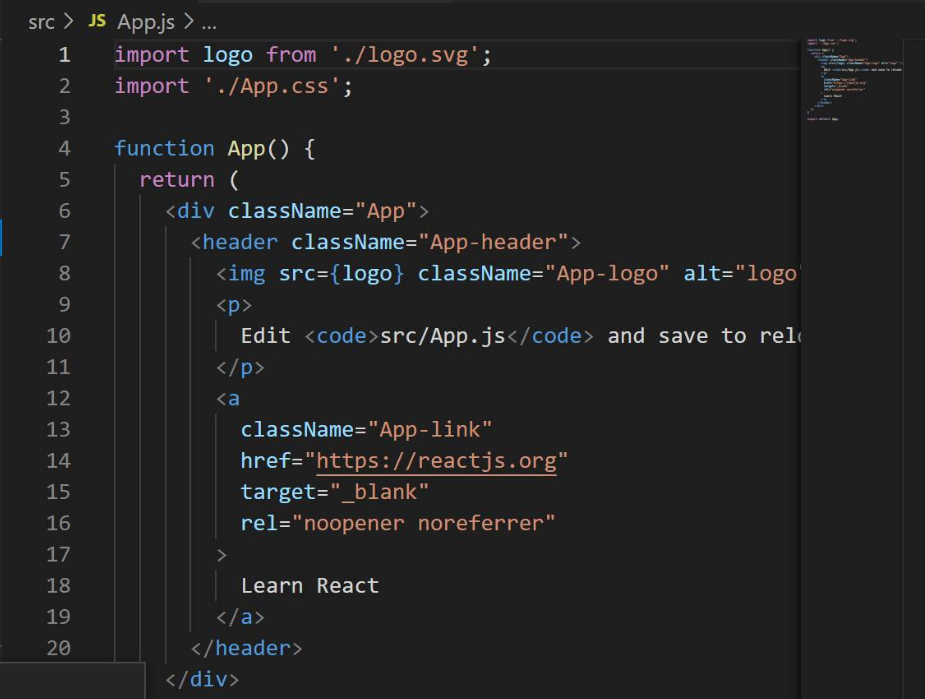 src > JS App.js > ...
1 import logo from './logo.svg';
2 import './App.css';
3
4 function App() {
5   return (
6     <div className="App">
7       <header className="App-header">
8         <img src={logo} className="App-logo" alt="logo
9         <p>
10           Edit <code>src/App.js</code> and save to relo
11         </p>
12         <a
13           className="App-link"
14           href="https://reactjs.org"
15           target="_blank"
16           rel="noopener noreferrer"
17         >
18           Learn React
19         </a>
20       </header>
    </div>